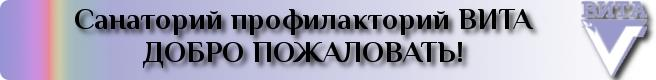 Санаторий профилакторий ВИТА
ДОБРО ПОЖАЛОВАТЬ!
ВИТА